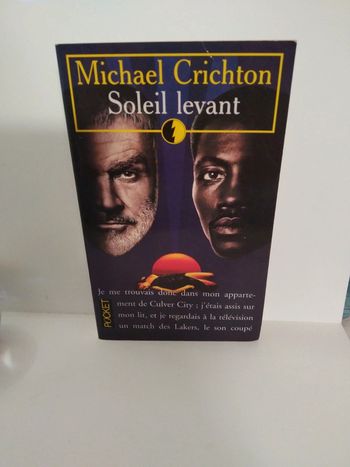 Michael Crichton
Soleil levant
Je me trouvais donc dans mon apparte-
ment de Culver City ; j'étais assis sur
mon lit, et je regardais à la télévision
un match des Lakers, le son coupé
POCKET